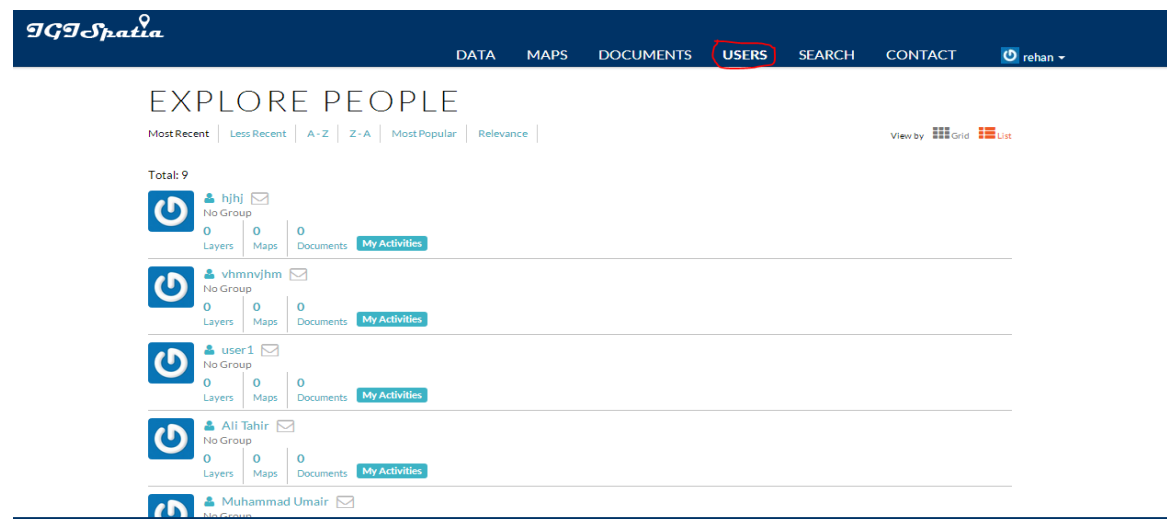 IGISpatia
DATA MAPS DOCUMENTS USERS SEARCH CONTACT rehan
EXPLORE PEOPLE
Most Recent Less Recent A - Z Z - A Most Popular Relevance View by Grid List
Total: 9
hjhj
No Group
0 0 0
Layers Maps Documents My Activities
vhmnvjhm
No Group
0 0 0
Layers Maps Documents My Activities
user1
No Group
0 0 0
Layers Maps Documents My Activities
Ali Tahir
No Group
0 0 0
Layers Maps Documents My Activities
Muhammad Umair
No Group